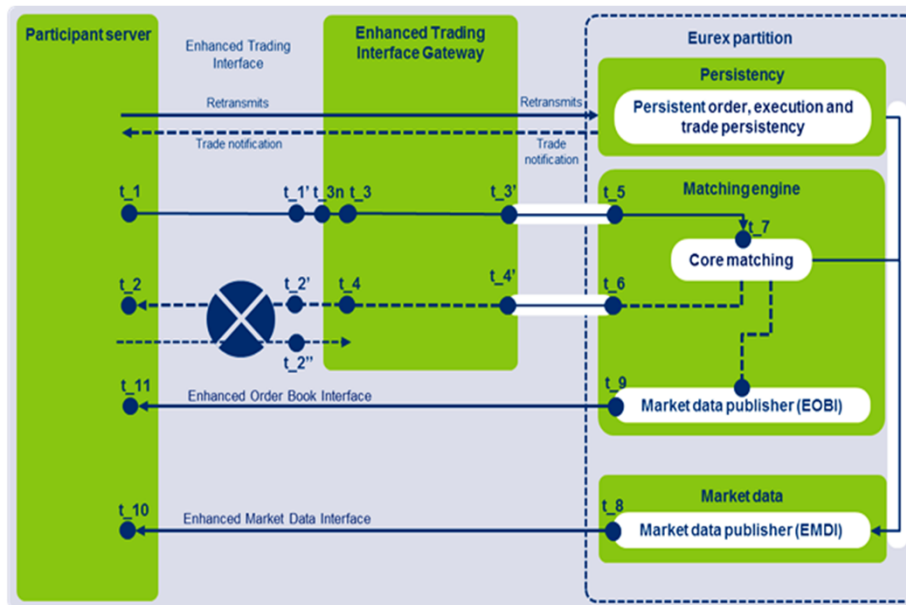 Participant server
Enhanced Trading
Interface
Enhanced Trading
Interface Gateway
Eurex partition
Persistency
Persistent order, execution and
trade persistency
Retransmits
Retransmits
Trade notification
Trade
notification
t_1
t_1’
t_3n
t_3
t_3'
t_5
Matching engine
t_7
Core matching
t_2
t_2’
t_4
t_4’
t_6
t_2”
t_11
Enhanced Order Book Interface
t_9
Market data publisher (EOBI)
Market data
t_10
Enhanced Market Data Interface
t_8
Market data publisher (EMDI)